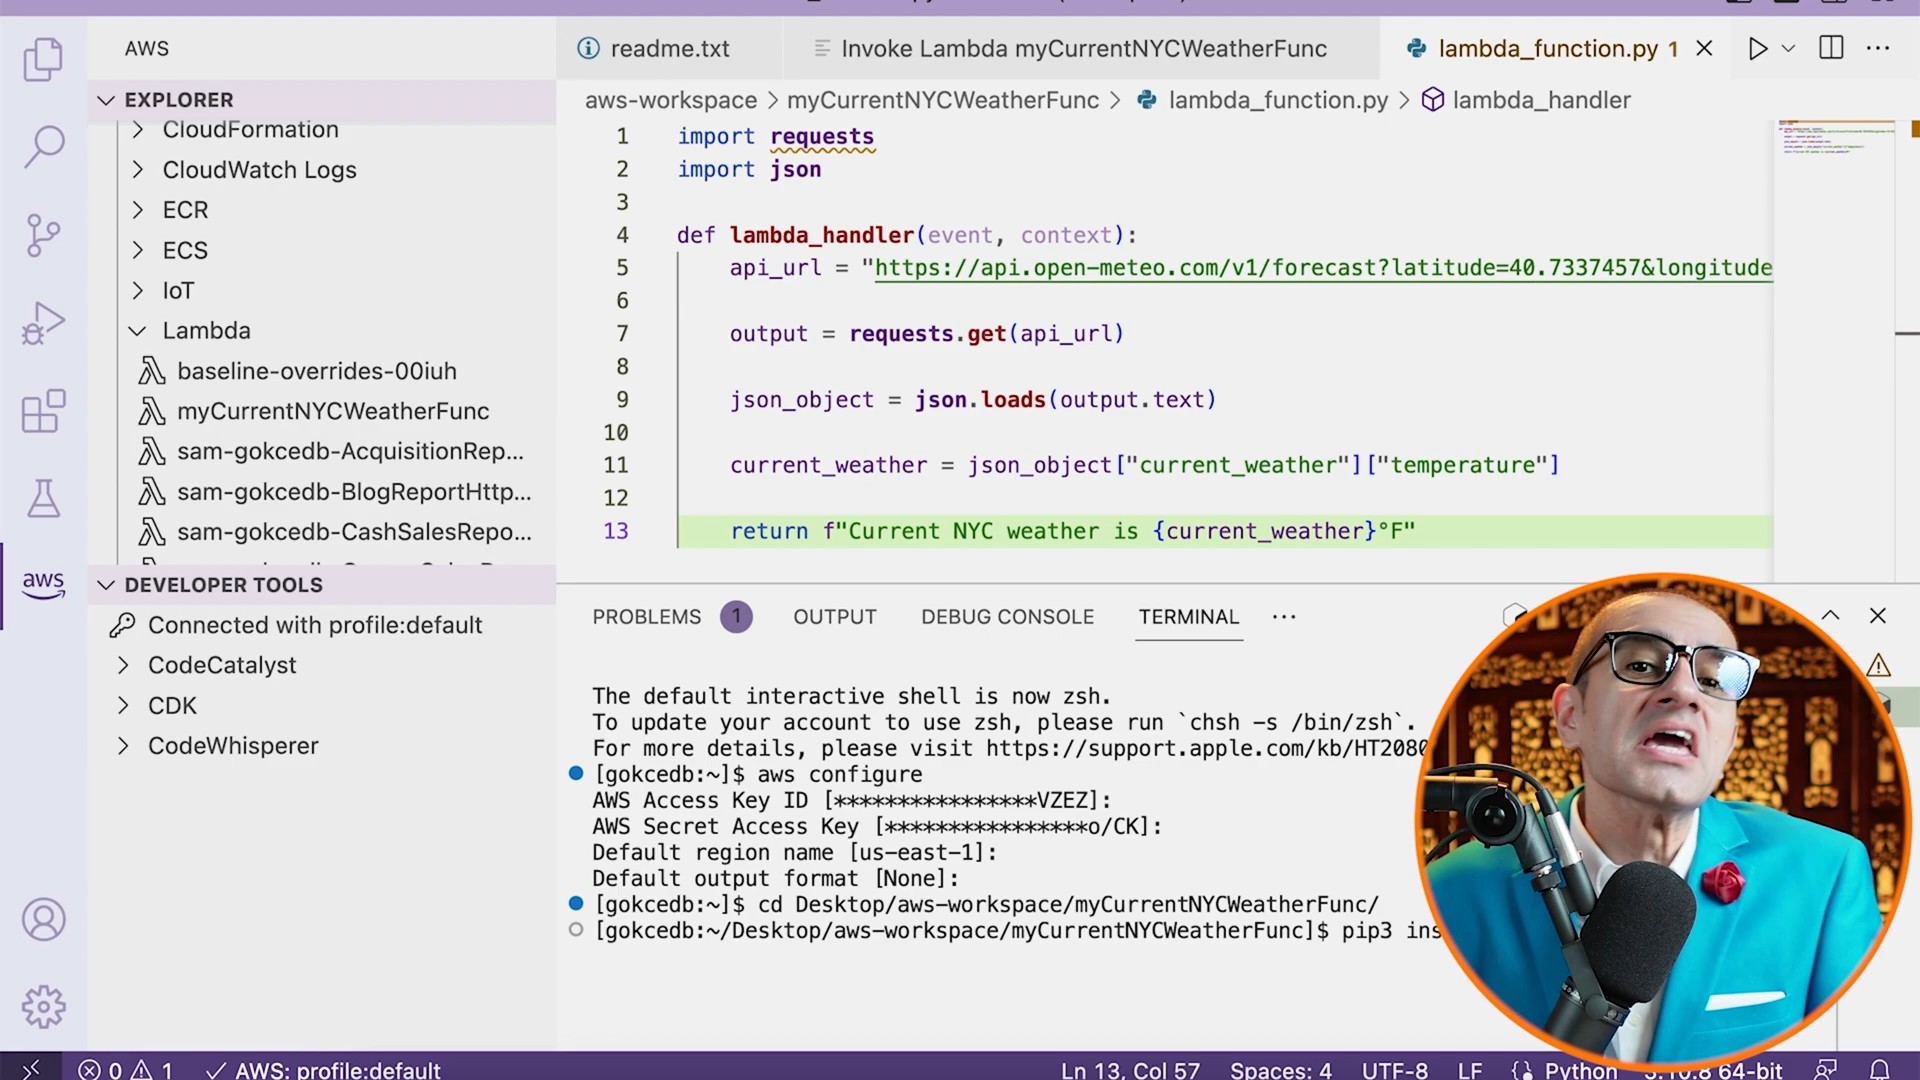 AWS
readme.txt
Invoke Lambda myCurrentNYCWeatherFunc
lambda_function.py 1
EXPLORER
aws-workspace > myCurrentNYCWeatherFunc > lambda_function.py > lambda_handler
CloudFormation
CloudWatch Logs
ECR
ECS
IoT
Lambda
baseline-overrides-00iuh
myCurrentNYCWeatherFunc
sam-gokcedb-AcquisitionRep...
sam-gokcedb-BlogReportHttp...
sam-gokcedb-CashSalesRepo...
aws
DEVELOPER TOOLS
Connected with profile:default
CodeCatalyst
CDK
CodeWhisperer
1 import requests
2 import json
3
4 def lambda_handler(event, context):
5 api_url = "https://api.open-meteo.com/v1/forecast?latitude=40.7337457&longitude
6
7 output = requests.get(api_url)
8
9 json_object = json.loads(output.text)
10
11 current_weather = json_object["current_weather"]["temperature"]
12
13 return f"Current NYC weather is {current_weather}°F"
PROBLEMS 1 OUTPUT DEBUG CONSOLE TERMINAL ...
The default interactive shell is now zsh.
To update your account to use zsh, please run `chsh -s /bin/zsh`.
For more details, please visit https://support.apple.com/kb/HT2080
[gokcedb:~]$ aws configure
AWS Access Key ID [****************VZEZ]:
AWS Secret Access Key [****************o/CK]:
Default region name [us-east-1]:
Default output format [None]:
[gokcedb:~]$ cd Desktop/aws-workspace/myCurrentNYCWeatherFunc/
[gokcedb:~/Desktop/aws-workspace/myCurrentNYCWeatherFunc]$ pip3 ins
0 1 AWS: profile:default
Ln 13, Col 57 Spaces: 4 UTF-8 LF Python 3.10.8 64-bit